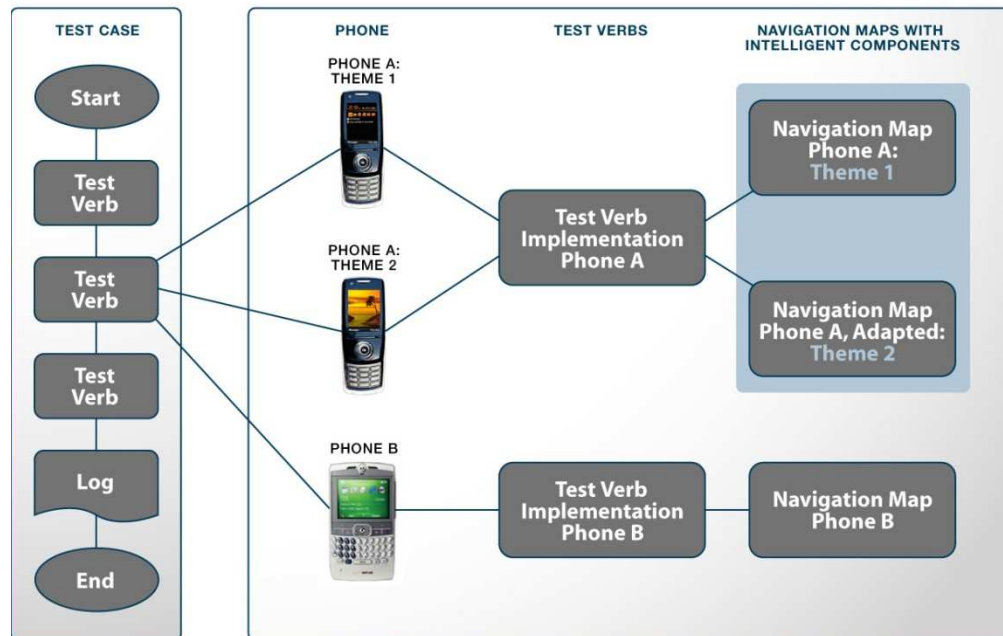 TEST CASE
Start
Test
Verb
Test
Verb
Test
Verb
Log
End
PHONE
PHONE A:
THEME 1
PHONE A:
THEME 2
PHONE B
TEST VERBS
Test Verb
Implementation
Phone A
Test Verb
Implementation
Phone B
NAVIGATION MAPS WITH
INTELLIGENT COMPONENTS
Navigation Map
Phone A:
Theme 1
Navigation Map
Phone A, Adapted:
Theme 2
Navigation Map
Phone B